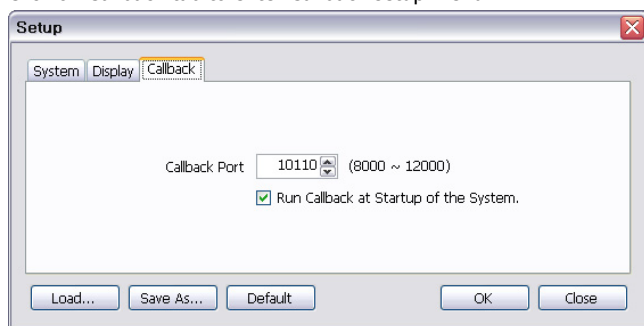 Setup
System Display Callback
Callback Port 10110 (8000 ~ 12000)
Run Callback at Startup of the System.
Load... Save As... Default OK Close